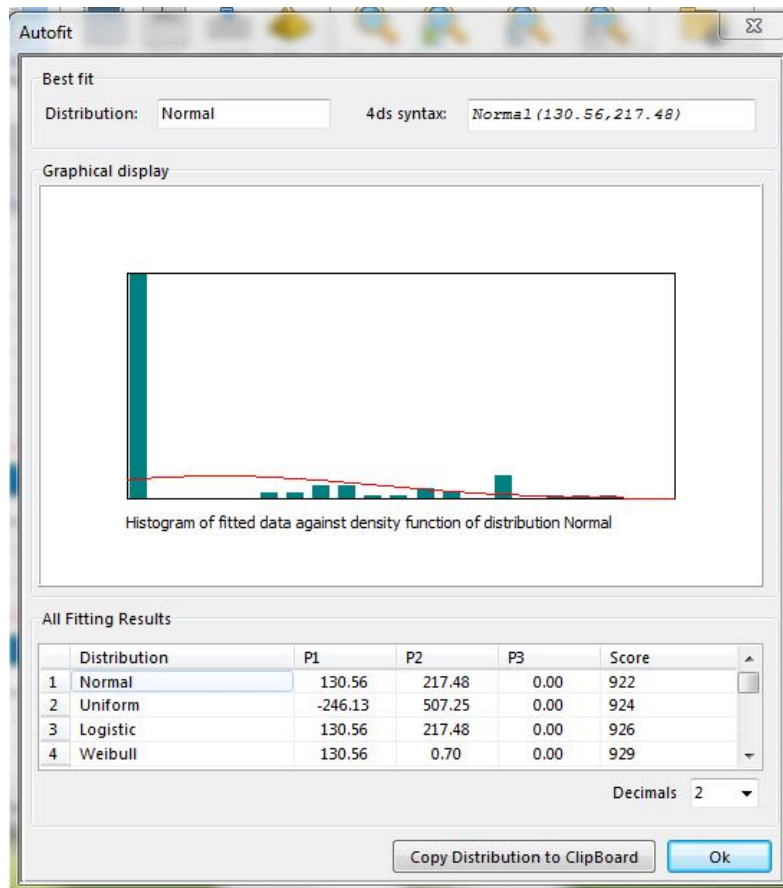 Autofit
Best fit
Distribution: Normal 4ds syntax: Normal(130.56,217.48)
Graphical display
Histogram of fitted data against density function of distribution Normal
All Fitting Results
Distribution P1 P2 P3 Score
1 Normal 130.56 217.48 0.00 922
2 Uniform -246.13 507.25 0.00 924
3 Logistic 130.56 217.48 0.00 926
4 Weibull 130.56 0.70 0.00 929
Decimals 2
Copy Distribution to ClipBoard Ok